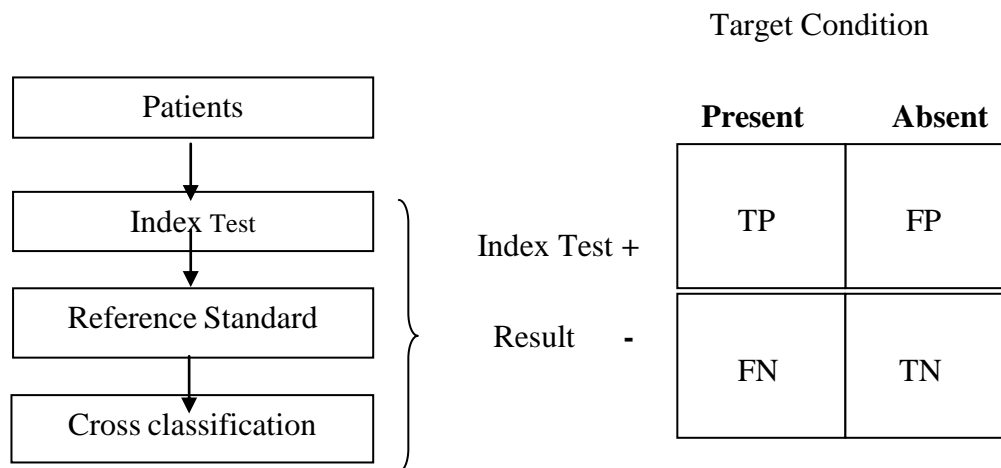 Target Condition
Patients
Present Absent
Index Test
TP FP
Index Test +
Reference Standard
Result -
FN TN
Cross classification